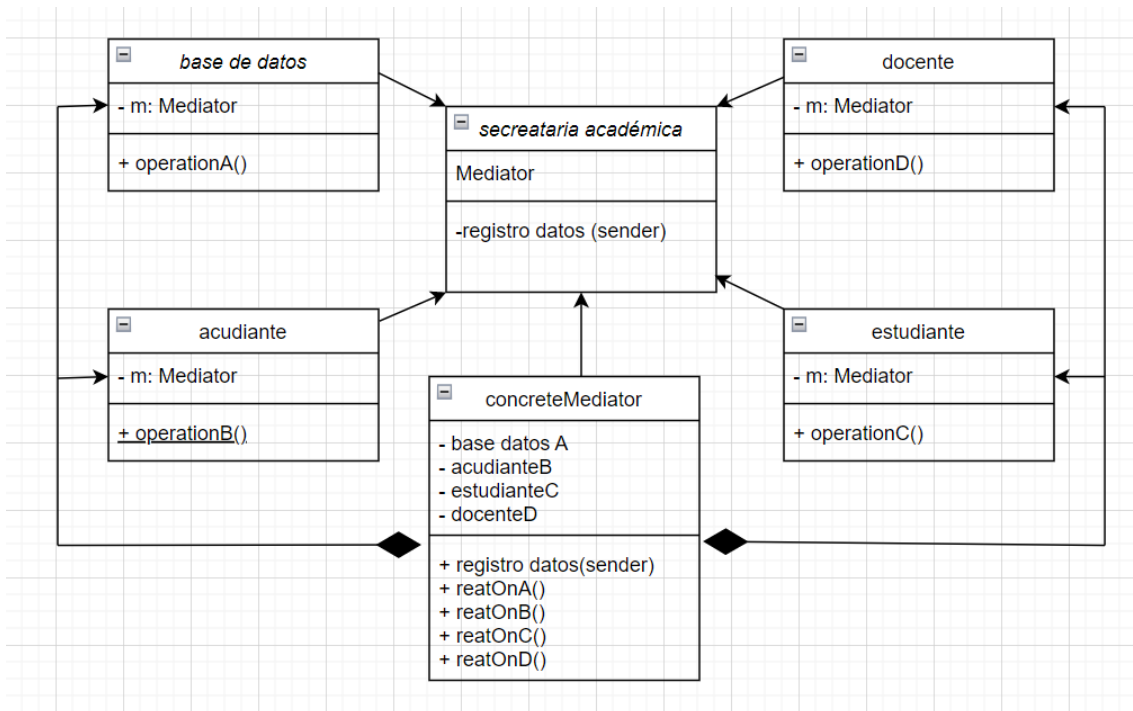 base de datos
- m: Mediator
+ operationA()
docente
- m: Mediator
+ operationD()
secreataria académica
Mediator
-registro datos (sender)
acudiante
- m: Mediator
+ operationB()
estudiante
- m: Mediator
+ operationC()
concreteMediator
- base datos A
- acudianteB
- estudianteC
- docenteD
+ registro datos(sender)
+ reatOnA()
+ reatOnB()
+ reatOnC()
+ reatOnD()